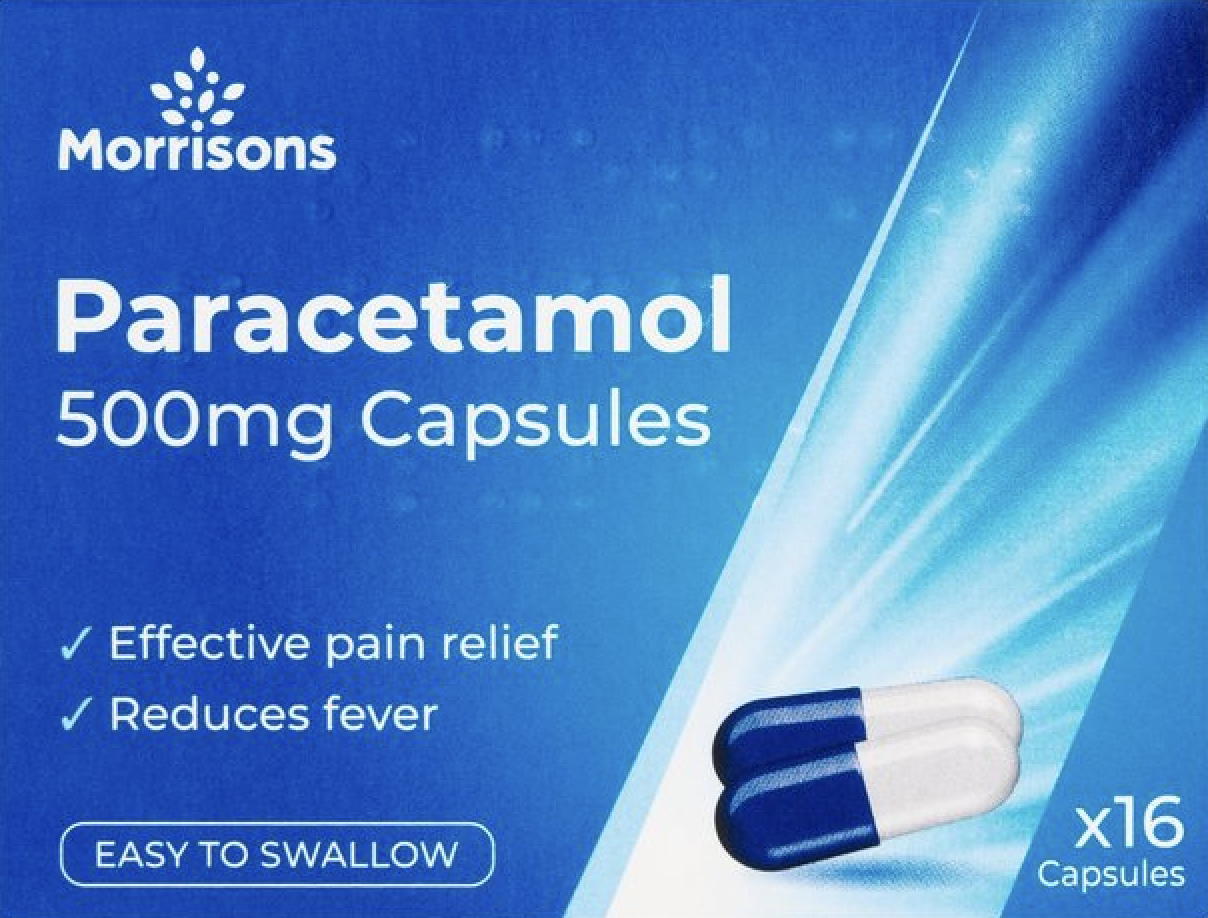 Morrisons
Paracetamol
500mg Capsules
✓ Effective pain relief
✓ Reduces fever
EASY TO SWALLOW
x16
Capsules